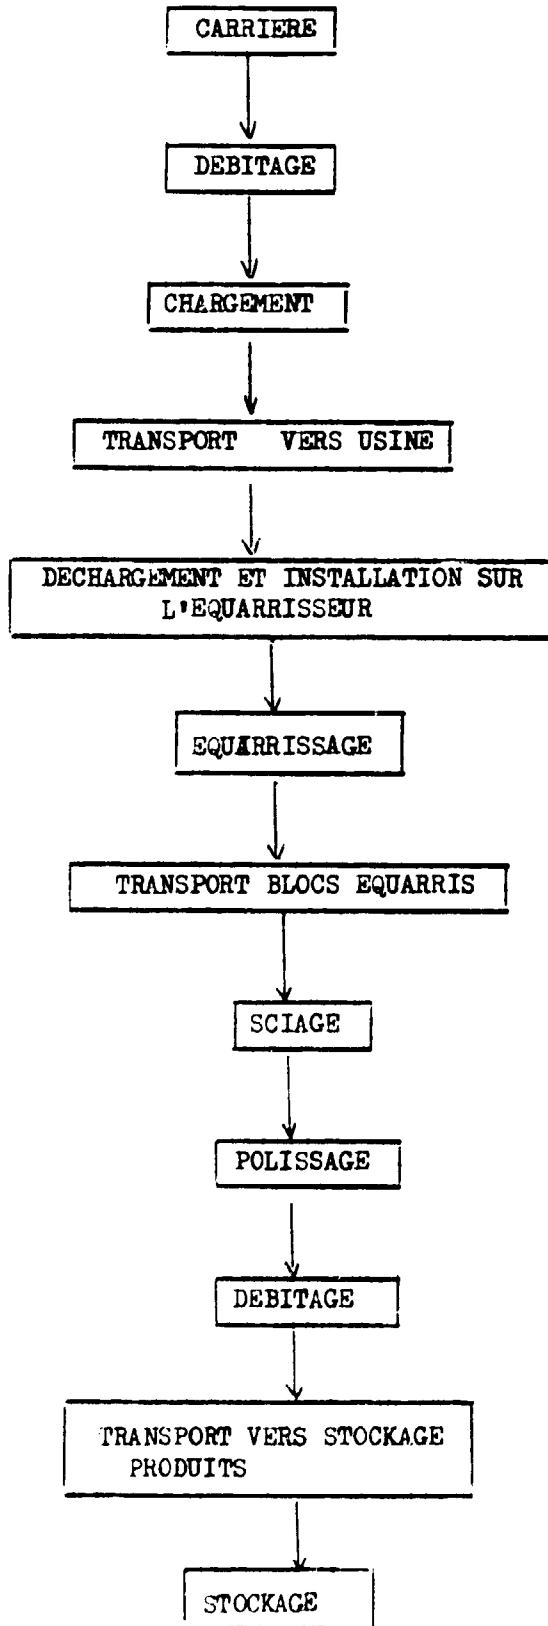 CARRIERE
DEBITAGE
CHARGEMENT
TRANSPORT VERS USINE
DECHARGEMENT ET INSTALLATION SUR
L'EQUARRISSEUR
EQUARRISSAGE
TRANSPORT BLOCS EQUARRIS
SCIAGE
POLISSAGE
DEBITAGE
TRANSPORT VERS STOCKAGE
PRODUITS
STOCKAGE